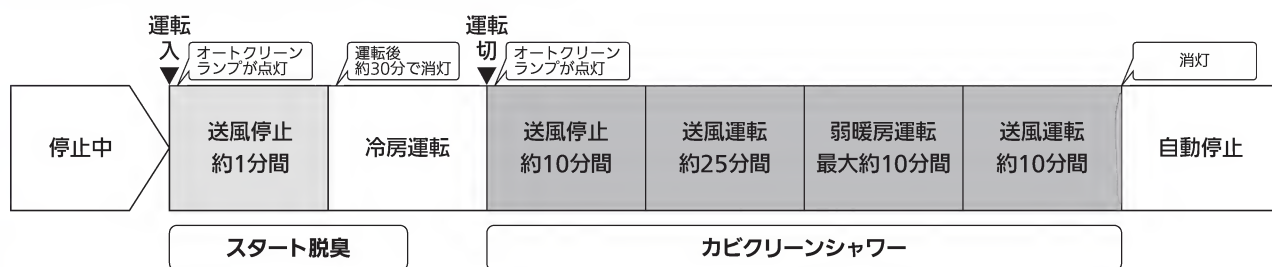 運転
入
オートクリーン
ランプが点灯
運転後
約30分で消灯
運転
切
オートクリーン
ランプが点灯
消灯
停止中
送風停止
約1分間
冷房運転
送風停止
約10分間
送風運転
約25分間
弱暖房運転
最大約10分間
送風運転
約10分間
自動停止
スタート脱臭
カビクリーンシャワー